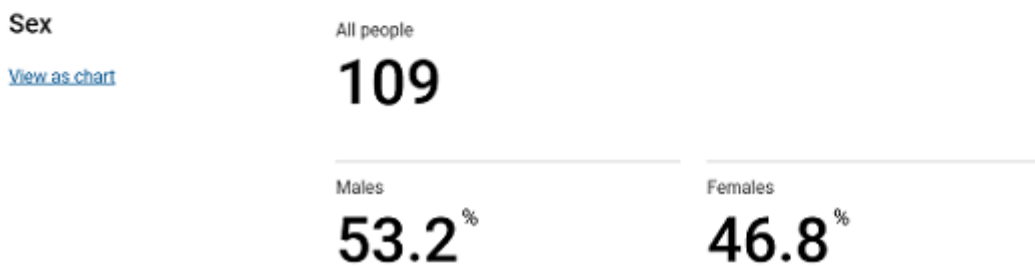 Sex
View as chart
All people
109
Males
53.2%
Females
46.8%